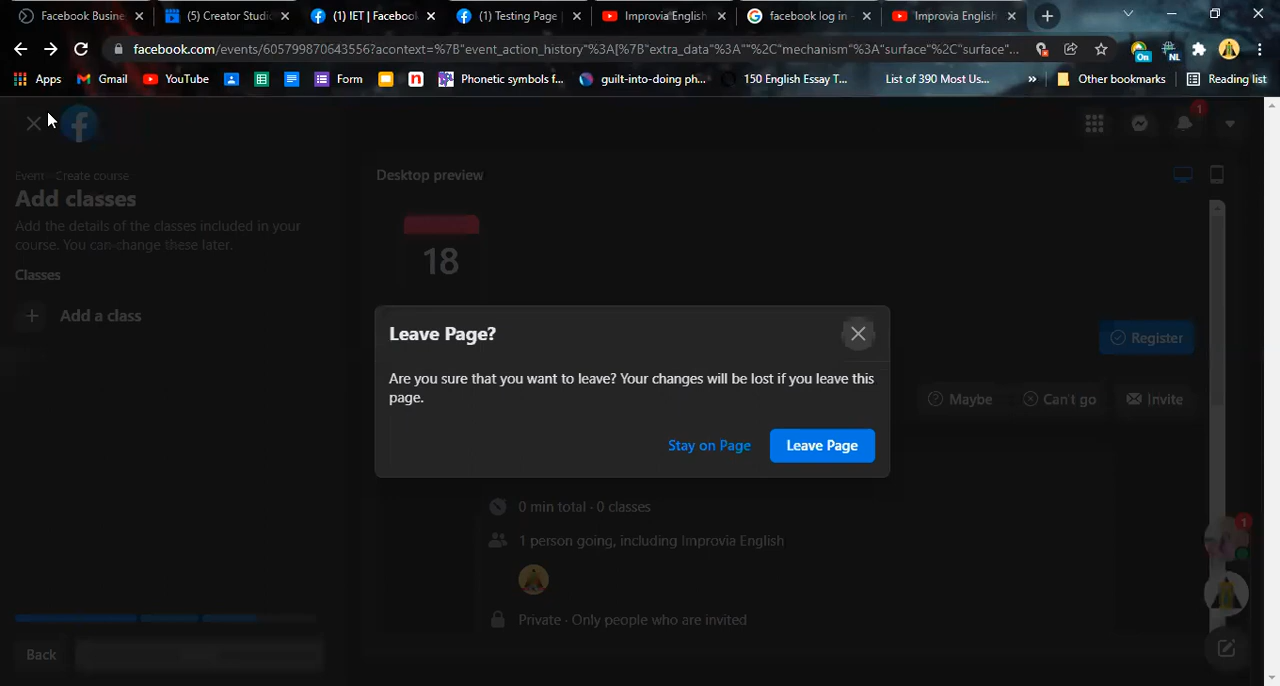 Facebook Busine
(5) Creator Studi
(1) IET | Facebook
(1) Testing Page |
Improvia English
facebook log in -
Improvia English
facebook.com/events/605799870643556?acontext=%7B"event_action_history"%3A[%7B"extra_data"%3A""%2C"mechanism"%3A"surface"%2C"surface"...
Apps
Gmail
YouTube
Form
Phonetic symbols f...
guilt-into-doing ph...
150 English Essay T...
List of 390 Most Us...
»
Other bookmarks
Reading list
On
NL
1
Event · Create course
Add classes
Add the details of the classes included in your
course. You can change these later.
Classes
Add a class
Back
Desktop preview
18
Register
Maybe
Can't go
Invite
Leave Page?
Are you sure that you want to leave? Your changes will be lost if you leave this
page.
Stay on Page
Leave Page
0 min total · 0 classes
1 person going, including Improvia English
Private · Only people who are invited
1